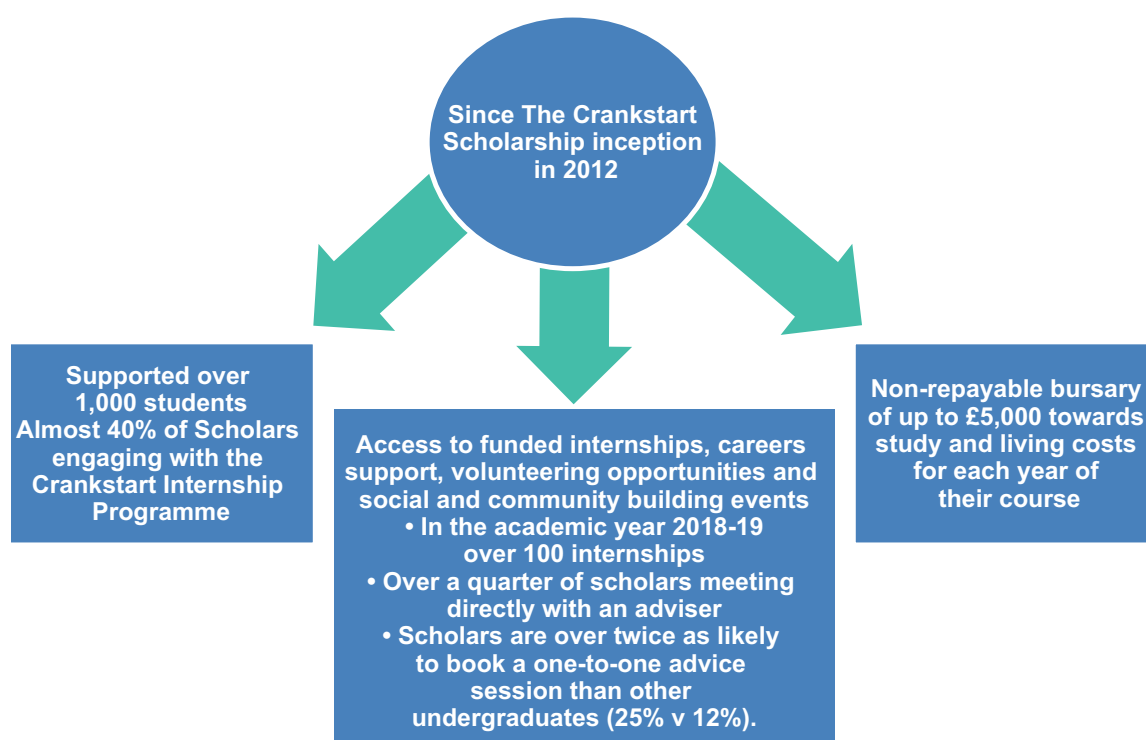 Since The Crankstart
Scholarship inception
in 2012
Supported over
1,000 students
Almost 40% of Scholars
engaging with the
Crankstart Internship
Programme
Access to funded internships, careers
support, volunteering opportunities and
social and community building events
• In the academic year 2018-19
over 100 internships
• Over a quarter of scholars meeting
directly with an adviser
• Scholars are over twice as likely
to book a one-to-one advice
session than other
undergraduates (25% v 12%).
Non-repayable bursary
of up to £5,000 towards
study and living costs
for each year of
their course